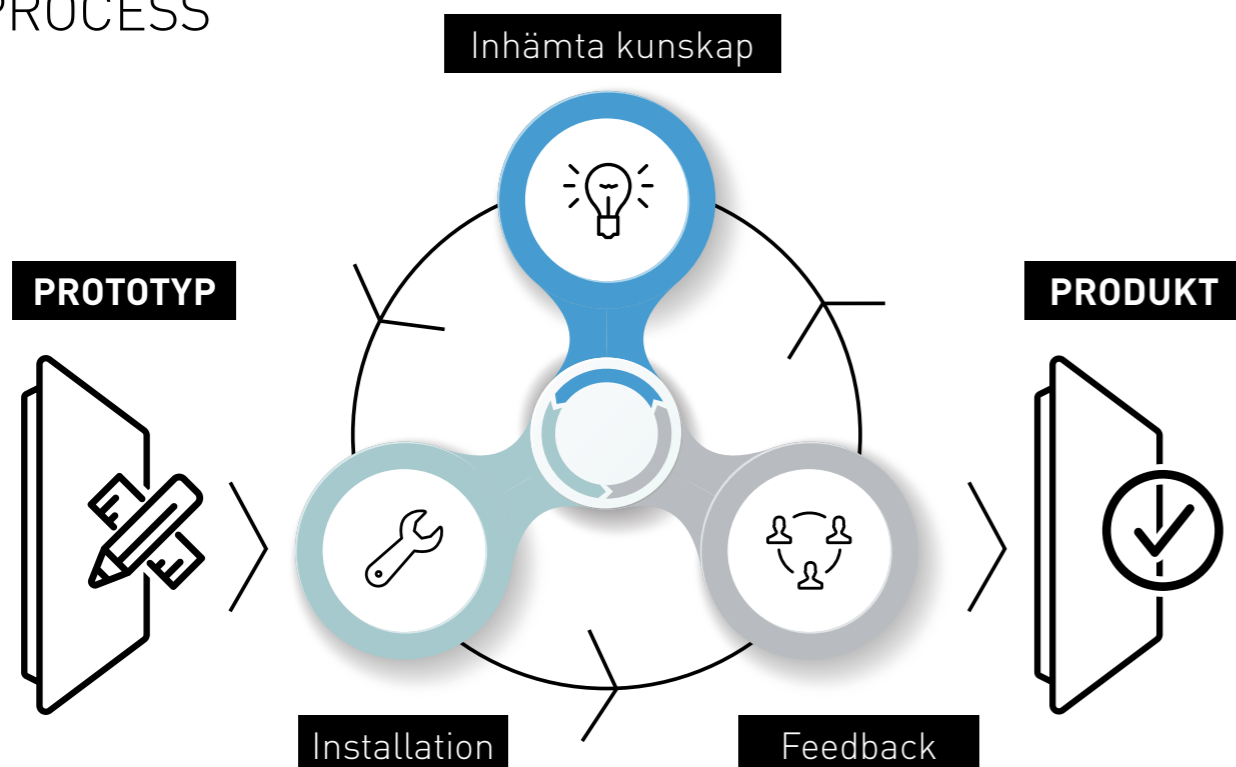 PROCESS
Inhämta kunskap
PROTOTYP
PRODUKT
Installation
Feedback